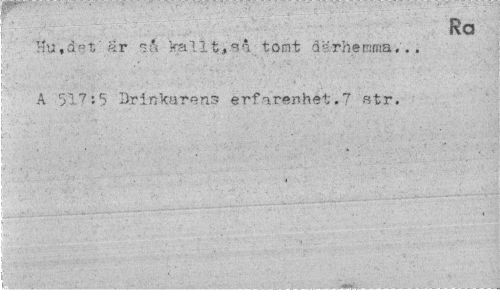 Ra
Hu,det är så kallt,så tomt därhemma...
A 517:5 Drinkarens erfarenhet.7 str.